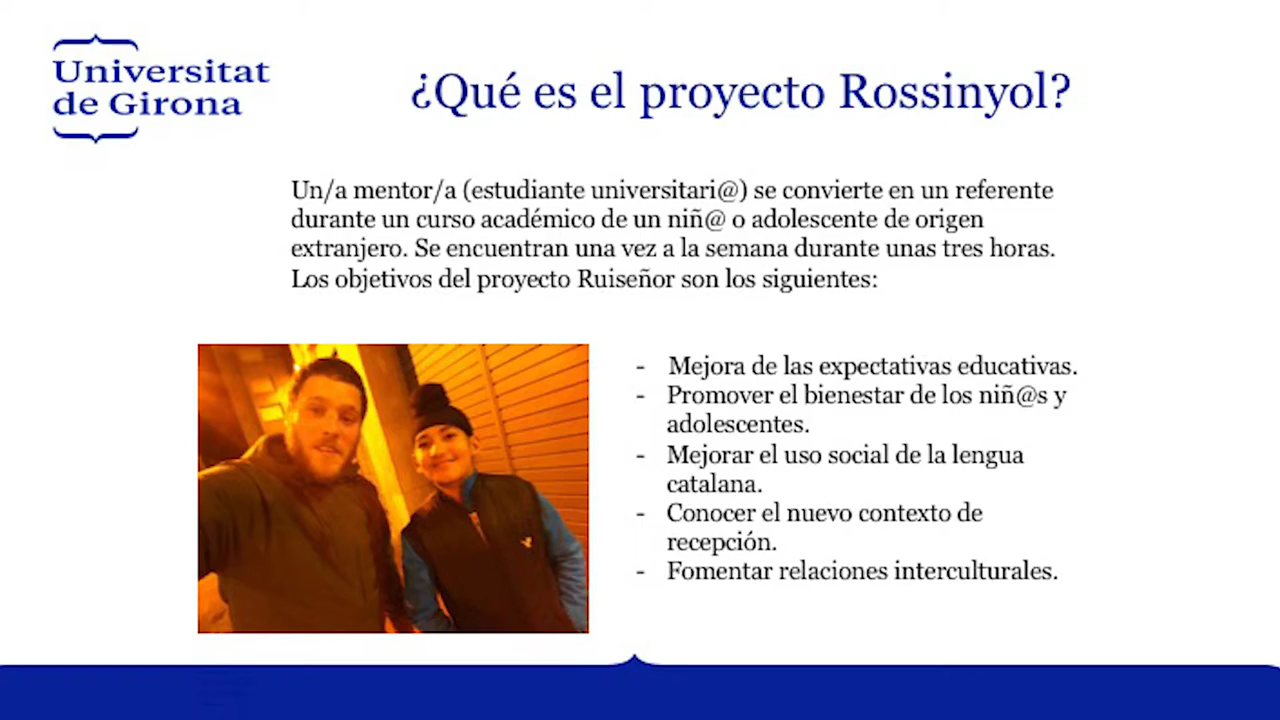 Universitat
de Girona
¿Qué es el proyecto Rossinyol?
Un/a mentor/a (estudiante universitari@) se convierte en un referente
durante un curso académico de un niñ@ o adolescente de origen
extranjero. Se encuentran una vez a la semana durante unas tres horas.
Los objetivos del proyecto Ruiseñor son los siguientes:
- Mejora de las expectativas educativas.
- Promover el bienestar de los niñ@s y
adolescentes.
- Mejorar el uso social de la lengua
catalana.
- Conocer el nuevo contexto de
recepción.
- Fomentar relaciones interculturales.